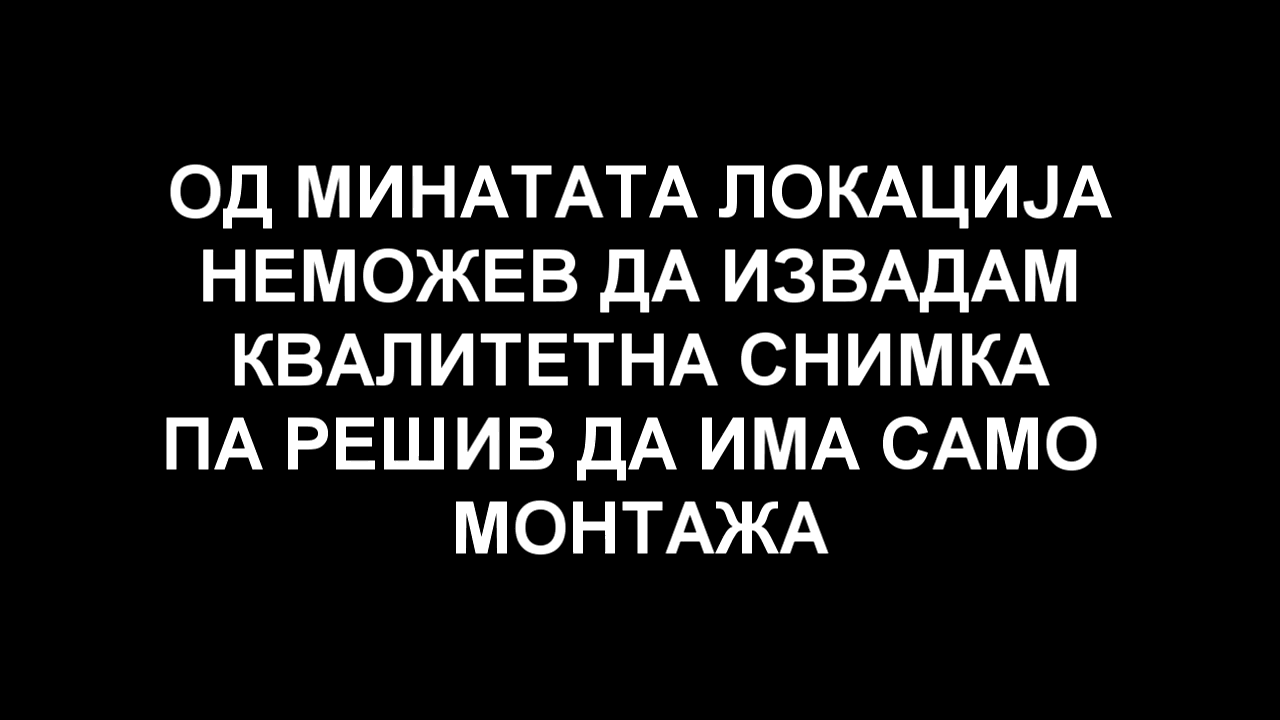 ОД МИНАТАТА ЛОКАЦИЈА
НЕМОЖЕВ ДА ИЗВАДАМ
КВАЛИТЕТНА СНИМКА
ПА РЕШИВ ДА ИМА САМО
МОНТАЖА